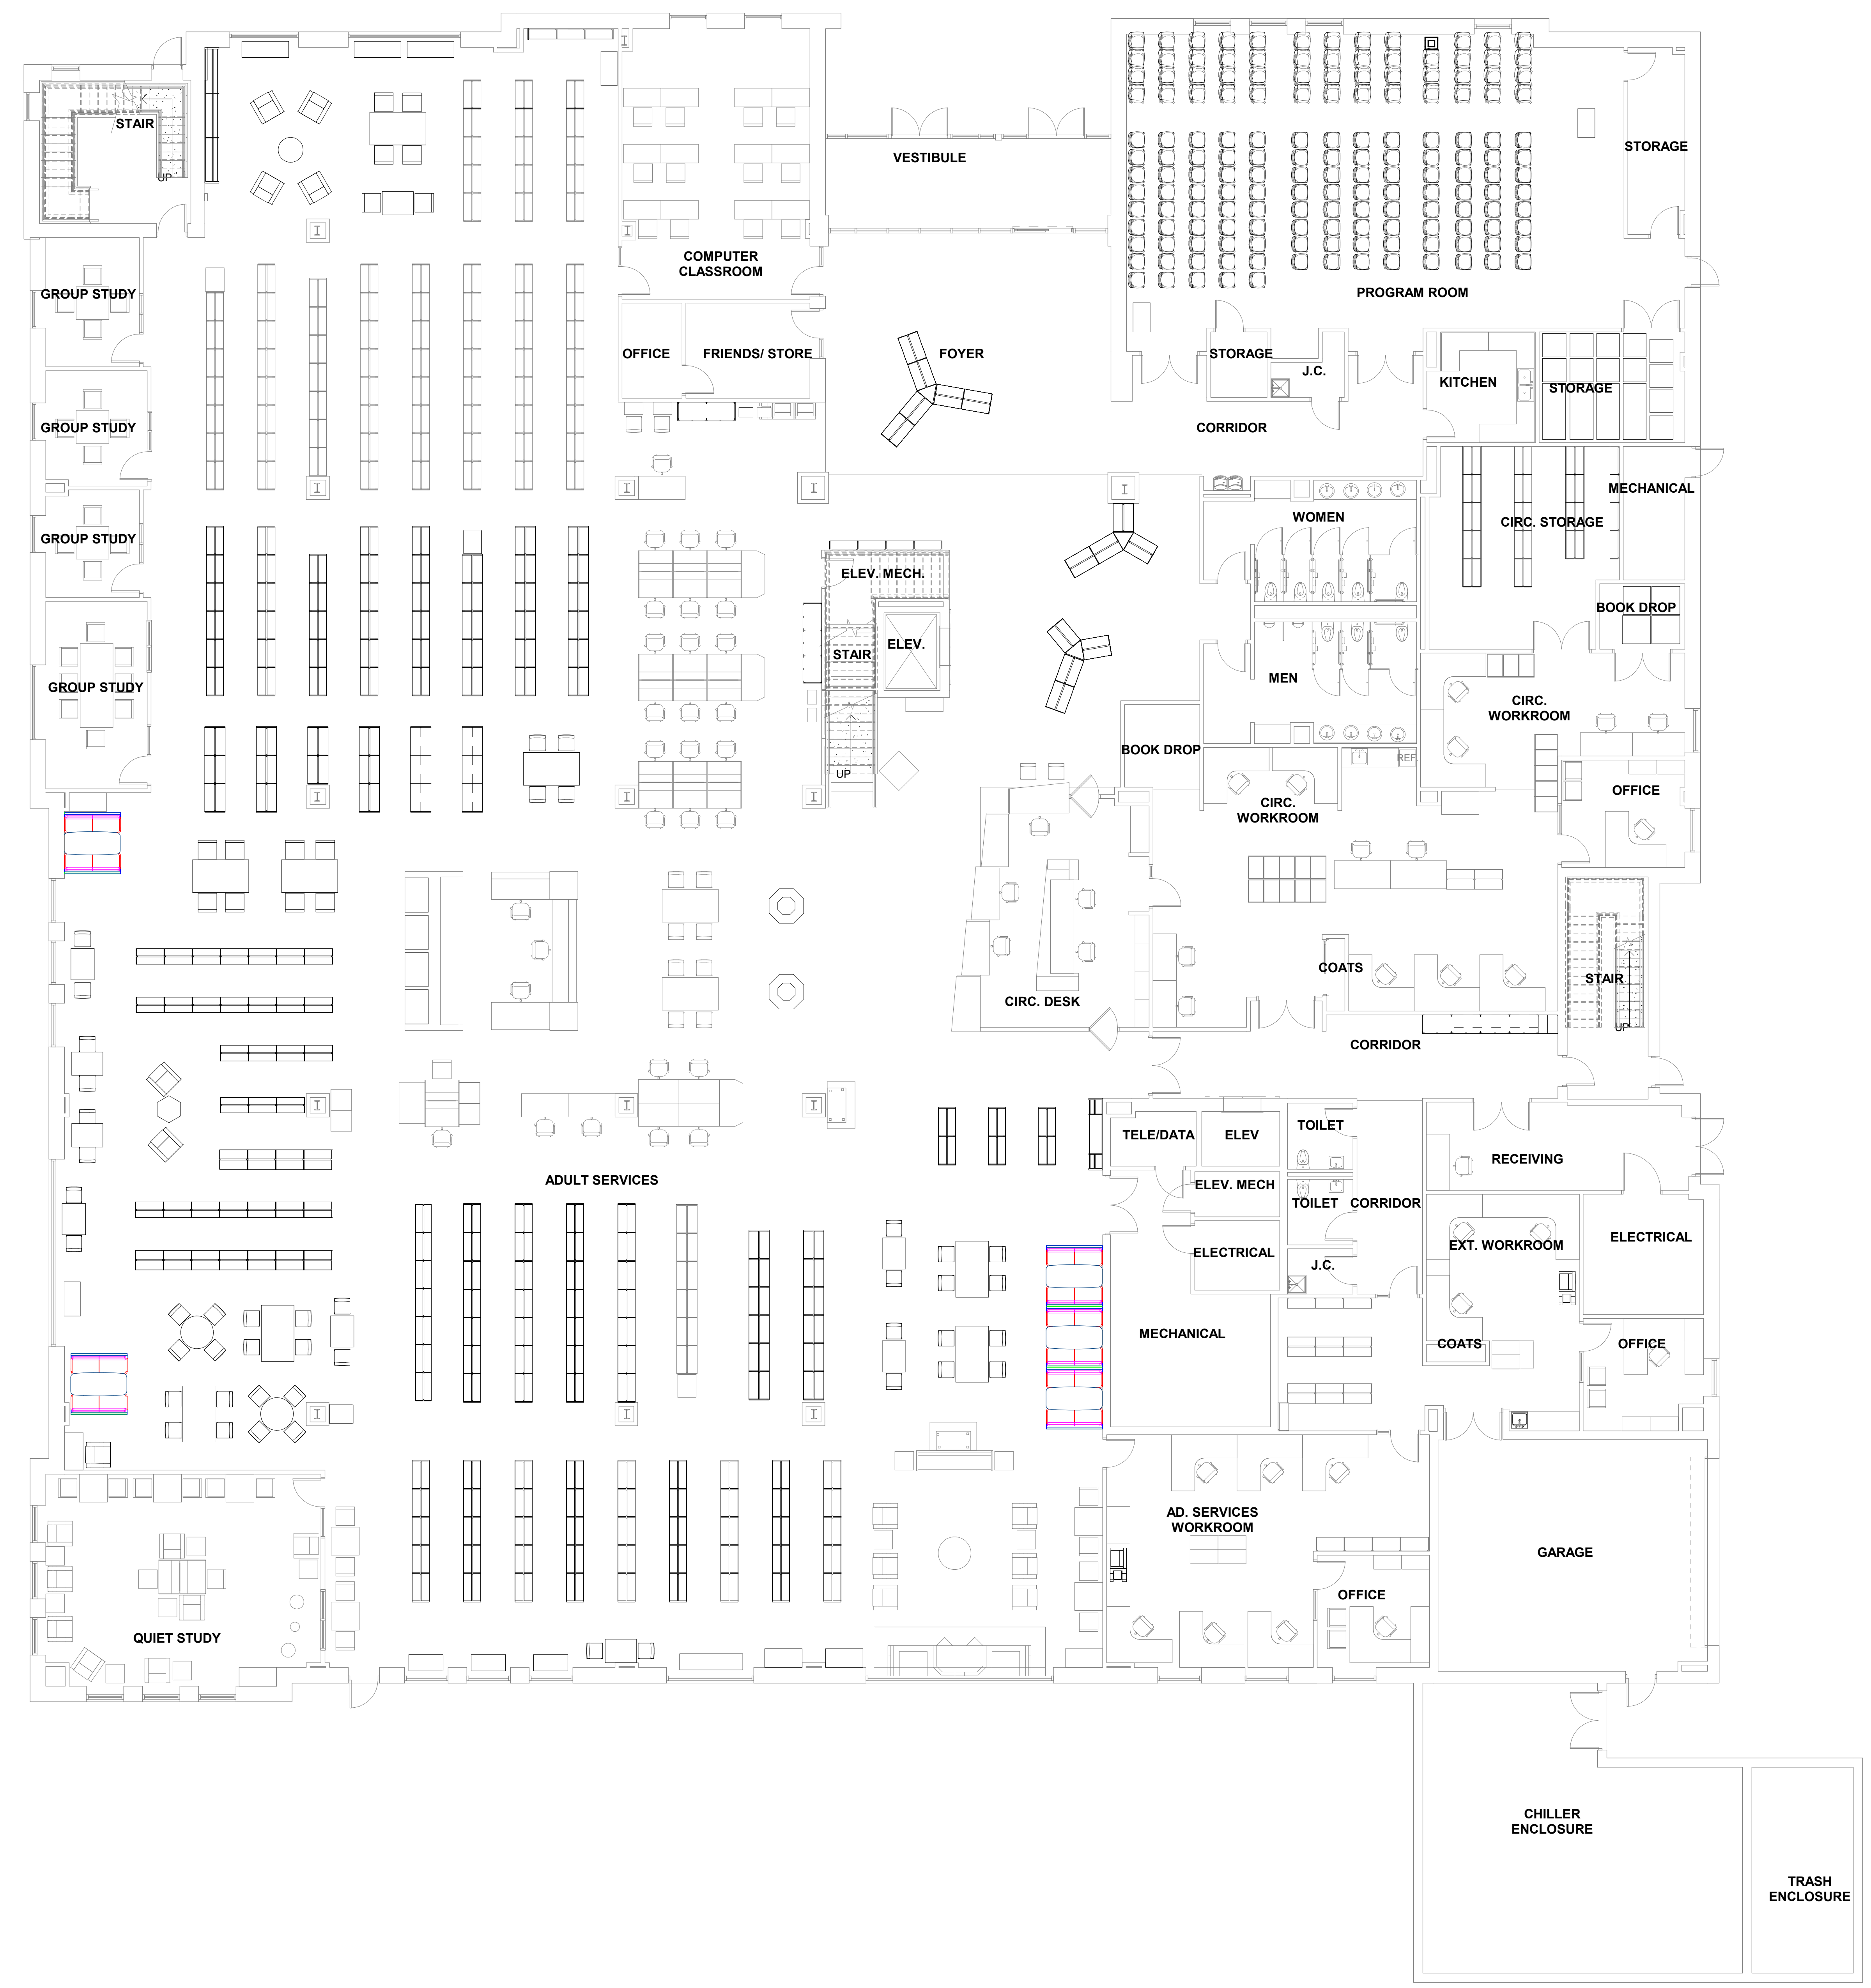 STAIR
UP
VESTIBULE
STORAGE
COMPUTER
CLASSROOM
GROUP STUDY
PROGRAM ROOM
OFFICE
FRIENDS/ STORE
FOYER
STORAGE
J.C.
KITCHEN
STORAGE
GROUP STUDY
CORRIDOR
MECHANICAL
WOMEN
CIRC. STORAGE
GROUP STUDY
ELEV. MECH.
BOOK DROP
ELEV.
STAIR
MEN
GROUP STUDY
CIRC.
WORKROOM
BOOK DROP
REF.
UP
OFFICE
CIRC.
WORKROOM
COATS
STAIR
CIRC. DESK
UP
CORRIDOR
TOILET
TELE/DATA
ELEV
RECEIVING
ADULT SERVICES
ELEV. MECH
TOILET
CORRIDOR
ELECTRICAL
EXT. WORKROOM
ELECTRICAL
J.C.
MECHANICAL
COATS
OFFICE
AD. SERVICES
WORKROOM
GARAGE
OFFICE
QUIET STUDY
CHILLER
ENCLOSURE
TRASH
ENCLOSURE